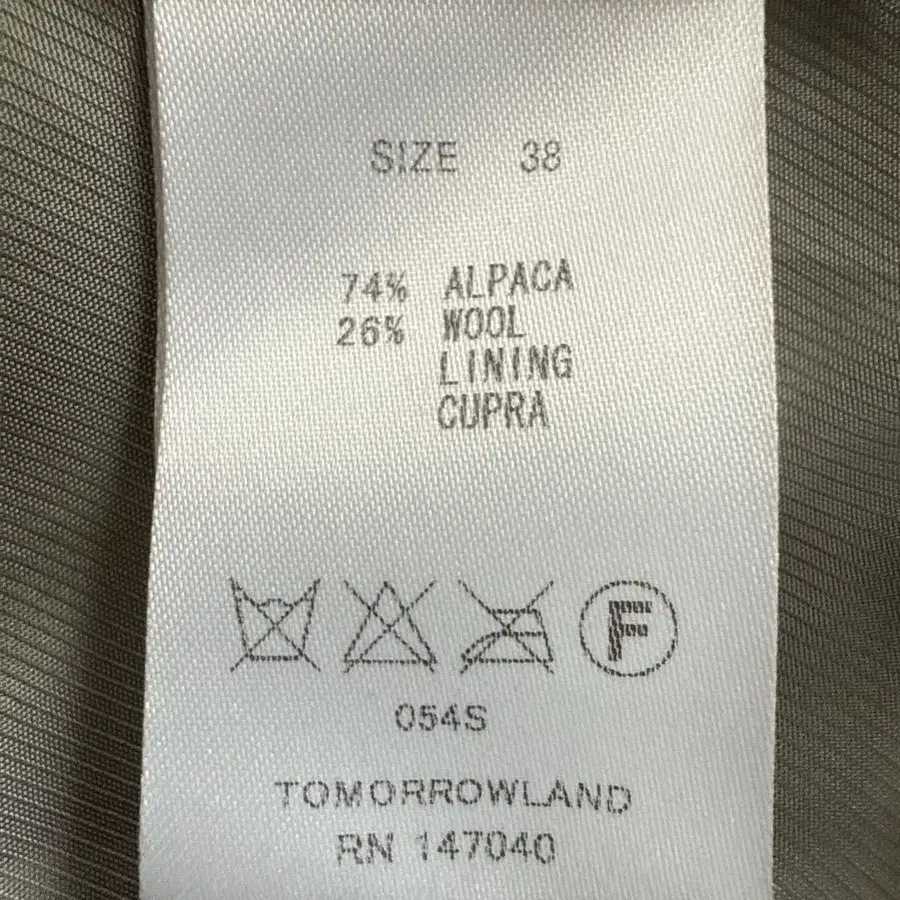 SIZE 38
74% ALPACA
26% WOOL
LINING
CUPRA
F
054S
TOMORROWLAND
RN 147040